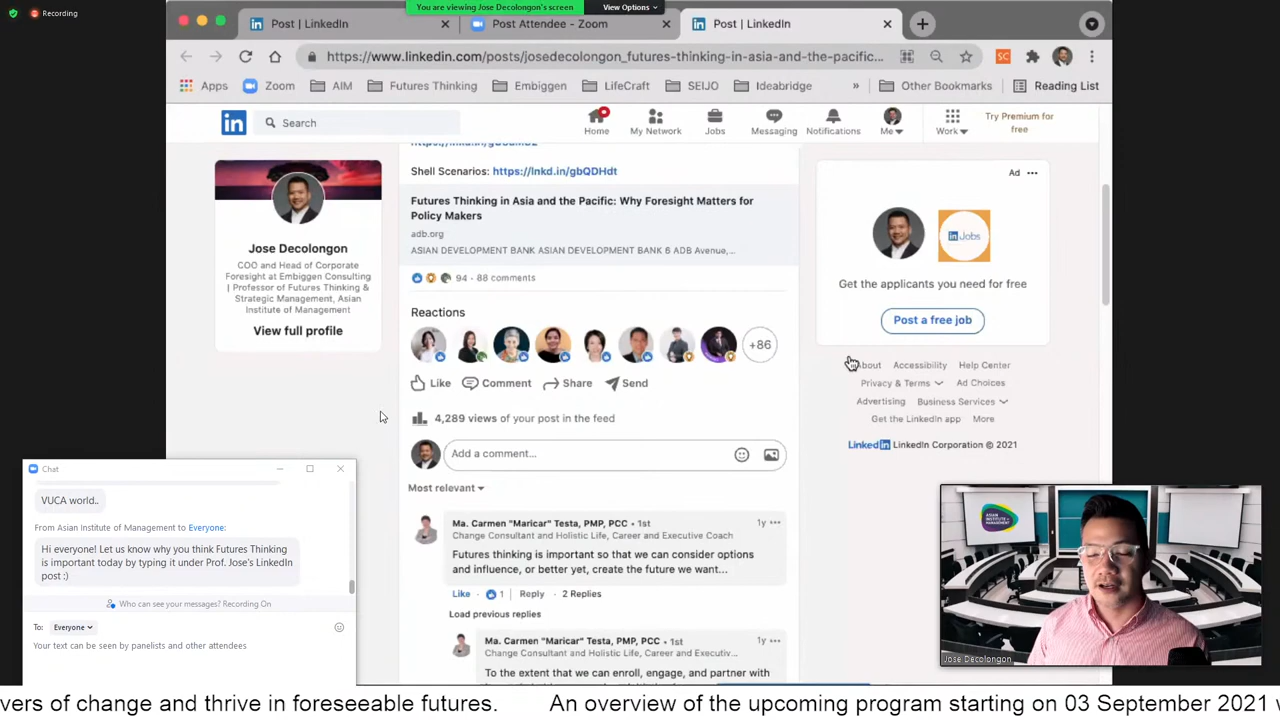 Recording
You are viewing Jose Decolongon's screen
View Options
Post | LinkedIn
Post Attendee - Zoom
Post | LinkedIn
https://www.linkedin.com/posts/josedecolongon_futures-thinking-in-asia-and-the-pacific...
SC
Apps
Zoom
AIM
Futures Thinking
Embiggen
LifeCraft
SEIJO
Ideabridge
»
Other Bookmarks
Reading List
in
Search
Home
My Network
Jobs
Messaging
Notifications
Me
Work
Try Premium for
free
Jose Decolongon
COO and Head of Corporate
Foresight at Embiggen Consulting
| Professor of Futures Thinking &
Strategic Management, Asian
Institute of Management
View full profile
Shell Scenarios: https://lnkd.in/gbQDHdt
Futures Thinking in Asia and the Pacific: Why Foresight Matters for
Policy Makers
adb.org
ASIAN DEVELOPMENT BANK ASIAN DEVELOPMENT BANK 6 ADB Avenue,...
94 · 88 comments
Reactions
+86
Like
Comment
Share
Send
4,289 views of your post in the feed
Add a comment...
Most relevant
Ma. Carmen "Maricar" Testa, PMP, PCC • 1st
1y
Change Consultant and Holistic Life, Career and Executive Coach
Futures thinking is important so that we can consider options
and influence, or better yet, create the future we want...
Like · 1 | Reply · 2 Replies
Load previous replies
Ma. Carmen "Maricar" Testa, PMP, PCC • 1st
1y
Change Consultant and Holistic Life, Career and Executiv...
To the extent that we can enroll, engage, and partner with
Ad
in Jobs
Get the applicants you need for free
Post a free job
About
Accessibility
Help Center
Privacy & Terms
Ad Choices
Advertising
Business Services
Get the LinkedIn app
More
LinkedIn LinkedIn Corporation © 2021
Chat
VUCA world..
From Asian Institute of Management to Everyone:
Hi everyone! Let us know why you think Futures Thinking
is important today by typing it under Prof. Jose's LinkedIn
post :)
Who can see your messages? Recording On
To: Everyone
Your text can be seen by panelists and other attendees
ASIAN
INSTITUTE OF
MANAGEMENT
Jose Decolongon
vers of change and thrive in foreseeable futures.
An overview of the upcoming program starting on 03 September 2021